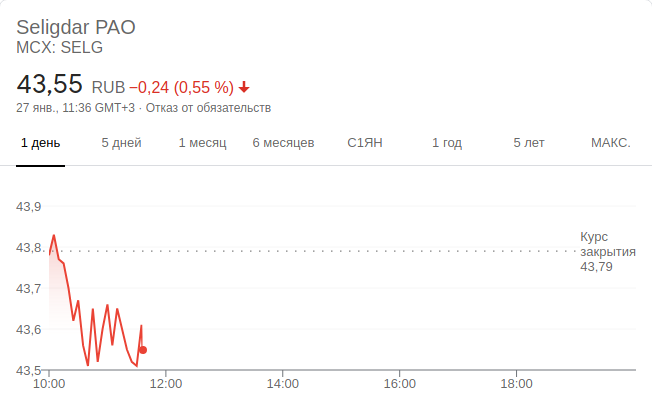 Seligdar PAO
MCX: SELG
43,55 RUB −0,24 (0,55 %)
27 янв., 11:36 GMT+3 · Отказ от обязательств
1 день 5 дней 1 месяц 6 месяцев С1ЯН 1 год 5 лет МАКС.
43,9
Курс
43,8
закрытия
43,79
43,7
43,6
43,5
10:00 12:00 14:00 16:00 18:00